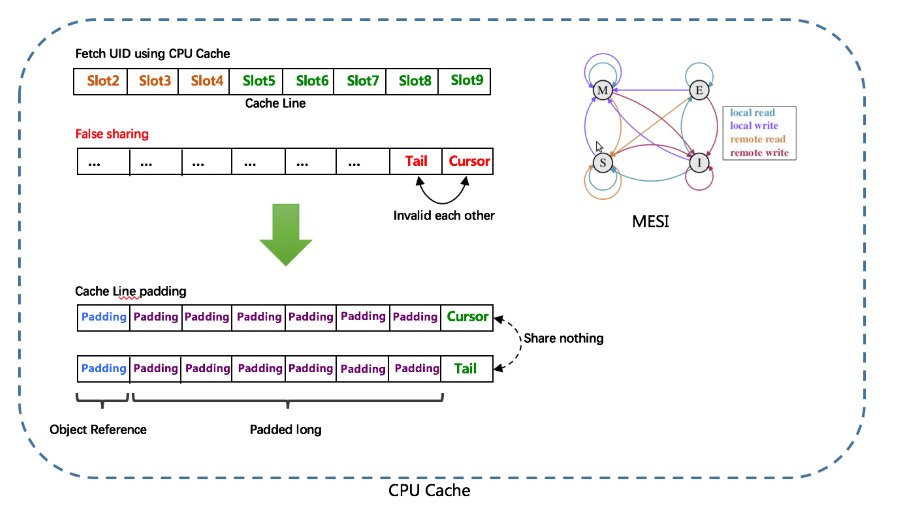 Fetch UID using CPU Cache
Slot2 Slot3 Slot4 Slot5 Slot6 Slot7 Slot8 Slot9
Cache Line
False sharing
... ... ... ... ... ... Tail Cursor
Invalid each other
Cache Line padding
Padding Padding Padding Padding Padding Padding Padding Cursor
Share nothing
Padding Padding Padding Padding Padding Padding Padding Tail
Object Reference
Padded long
M
E
S
I
local read
local write
remote read
remote write
MESI
CPU Cache